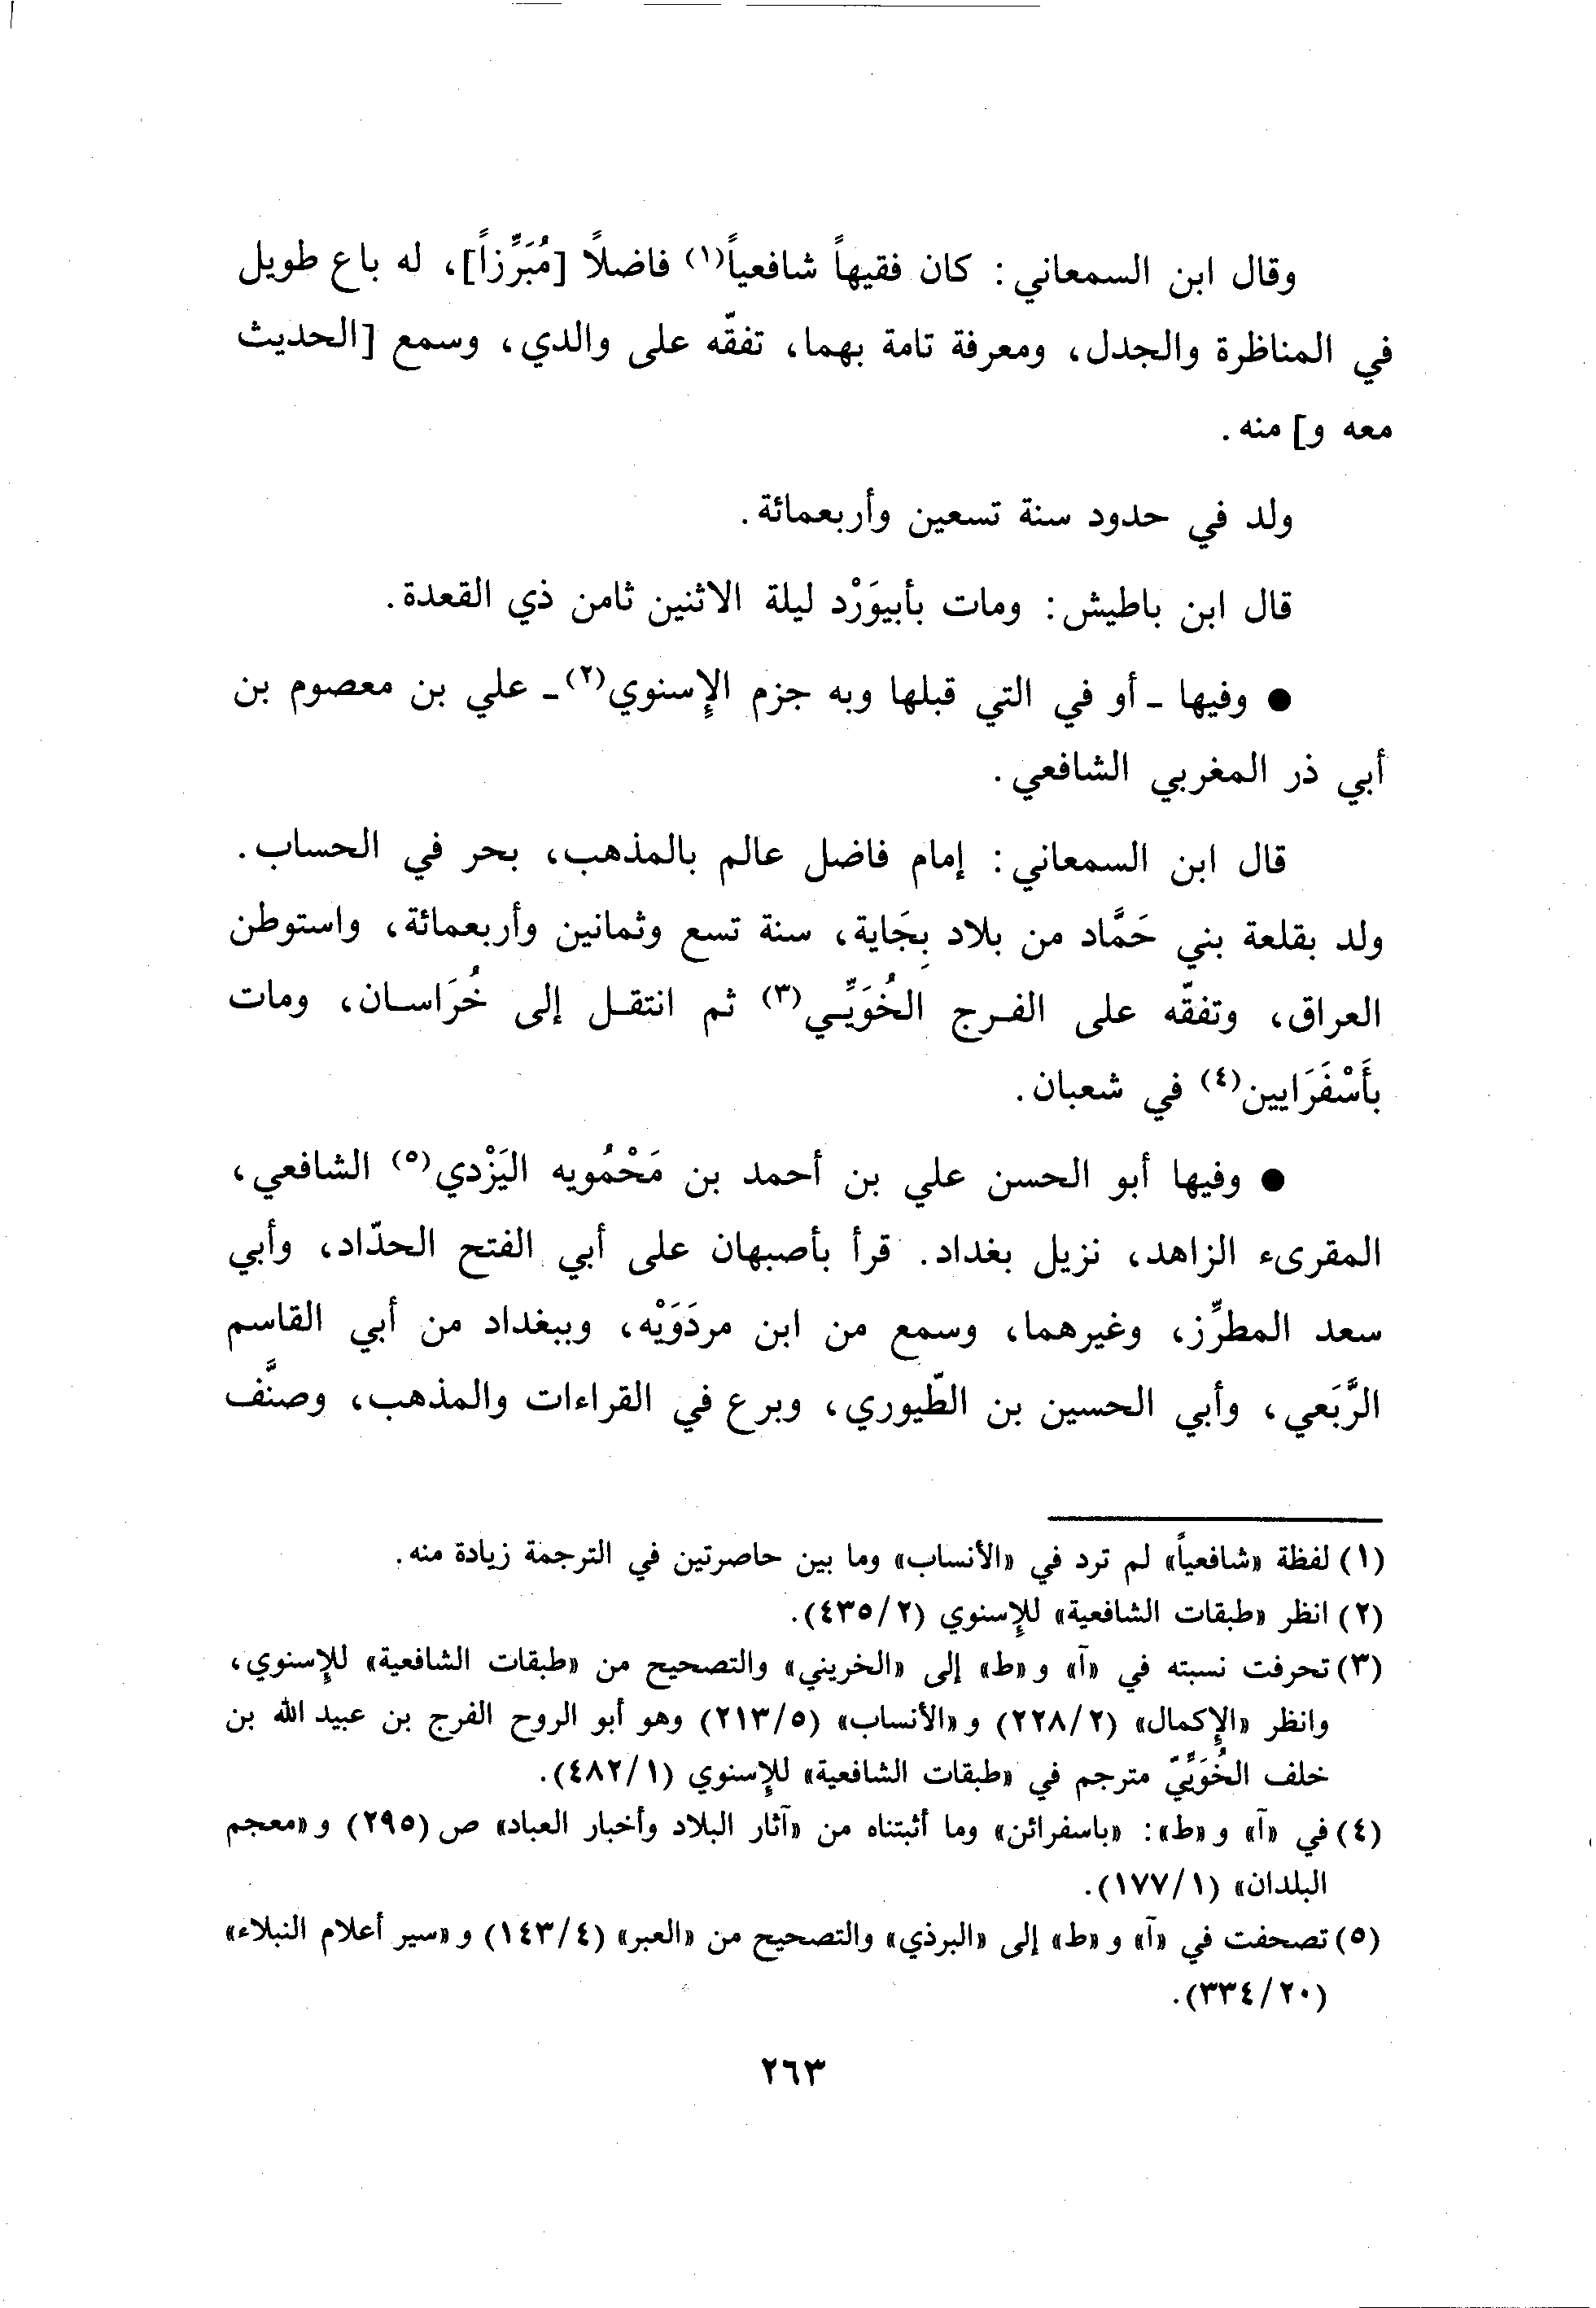 وقال ابن السمعاني: كان فقيهاً شافعياً(١) فاضلاً [مُبَرِّزاً]، له باع طويل
في المناظرة والجدل، ومعرفة تامة بهما، تفقّه على والدي، وسمع [الحديث
معه و] منه.
ولد في حدود سنة تسعين وأربعمائة.
قال ابن باطيش: ومات بأبيوَرْد ليلة الاثنين ثامن ذي القعدة.
● وفيها - أو في التي قبلها وبه جزم الإسنوي(٢) - علي بن معصوم بن
أبي ذر المغربي الشافعي.
قال ابن السمعاني: إمام فاضل عالم بالمذهب، بحر في الحساب.
ولد بقلعة بني حَمَّاد من بلاد بِجَاية، سنة تسع وثمانين وأربعمائة، واستوطن
العراق، وتفقّه على الفرج الخُوَيِّي(٣) ثم انتقل إلى خُرَاسان، ومات
بأَسْفَرَايين(٤) في شعبان.
● وفيها أبو الحسن علي بن أحمد بن مَحْمُويه اليَزْدي(٥) الشافعي،
المقرىء الزاهد، نزيل بغداد. قرأ بأصبهان على أبي الفتح الحدّاد، وأبي
سعد المطرِّز، وغيرهما، وسمع من ابن مردَوَيْه، وببغداد من أبي القاسم
الرَّبَعي، وأبي الحسين بن الطّيوري، وبرع في القراءات والمذهب، وصنَّف
(١) لفظة «شافعياً» لم ترد في «الأنساب» وما بين حاصرتين في الترجمة زيادة منه.
(٢) انظر «طبقات الشافعية» للإسنوي (٤٣٥/٢).
(٣) تحرفت نسبته في «آ» و «ط» إلى «الخريني» والتصحيح من «طبقات الشافعية» للإسنوي،
وانظر «الإكمال» (٢٢٨/٢) و «الأنساب» (٢١٣/٥) وهو أبو الروح الفرج بن عبيد الله بن
خلف الخُوَيِّيّ مترجم في «طبقات الشافعية» للإسنوي (٤٨٢/١).
(٤) في «آ» و «ط»: «باسفرائن» وما أثبتناه من «آثار البلاد وأخبار العباد» ص (٢٩٥) و «معجم
البلدان» (١٧٧/١).
(٥) تصحفت في «آ» و «ط» إلى «البرذي» والتصحيح من «العبر» (١٤٣/٤) و «سير أعلام النبلاء»
(٣٣٤/٢٠).
٢٦٣